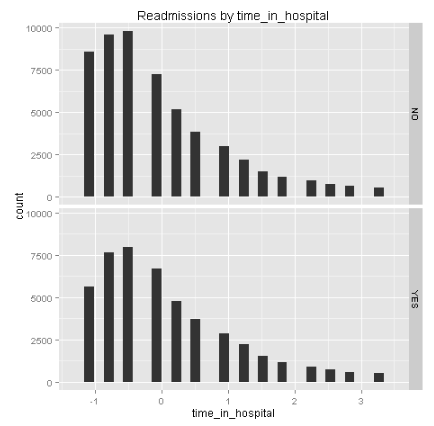 Readmissions by time_in_hospital
10000
7500
5000
2500
0
NO
count
10000
7500
5000
2500
0
YES
-1 0 1 2 3
time_in_hospital